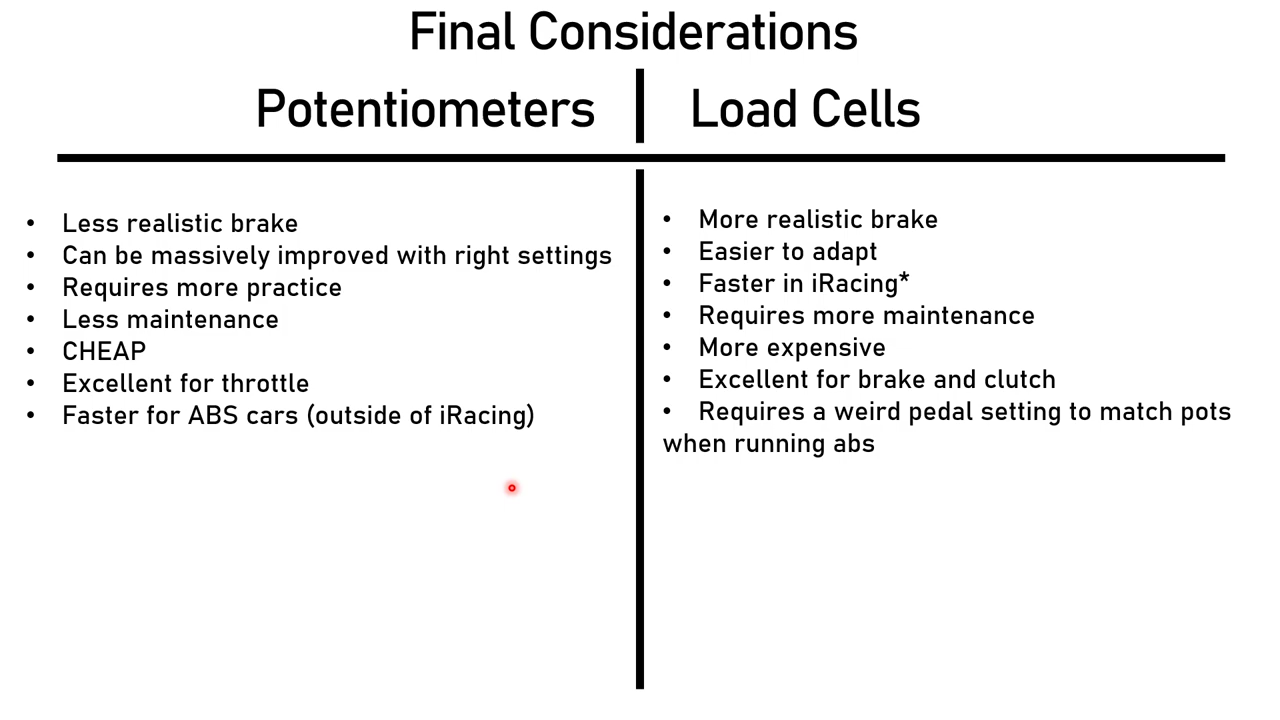 Final Considerations
Potentiometers
Load Cells
• Less realistic brake
• Can be massively improved with right settings
• Requires more practice
• Less maintenance
• CHEAP
• Excellent for throttle
• Faster for ABS cars (outside of iRacing)
• More realistic brake
• Easier to adapt
• Faster in iRacing*
• Requires more maintenance
• More expensive
• Excellent for brake and clutch
• Requires a weird pedal setting to match pots
when running abs